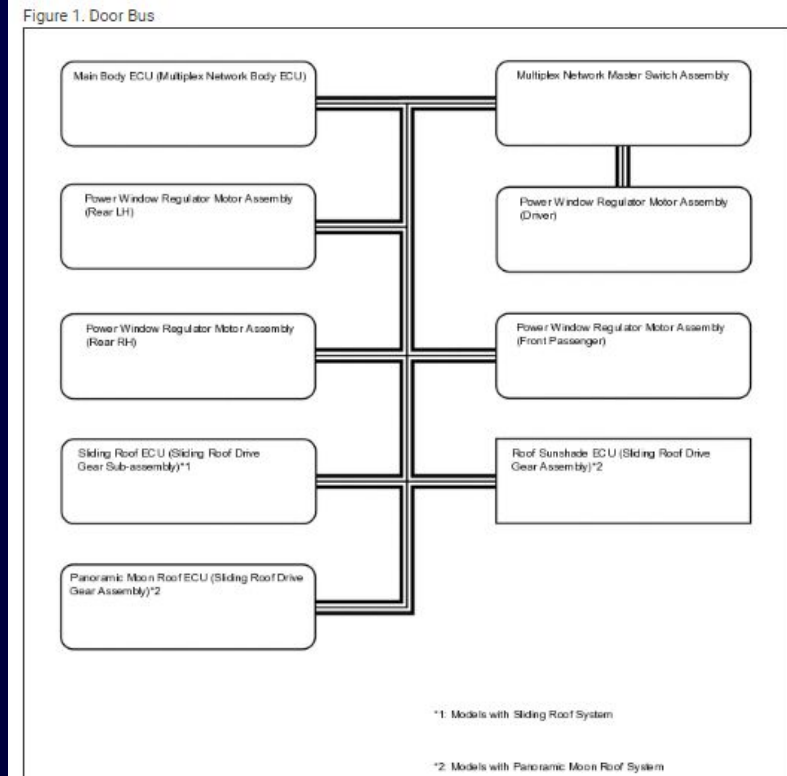 Figure 1. Door Bus
Main Body ECU (Multiplex Network Body ECU)
Multiplex Network Master Switch Assembly
Power Window Regulator Motor Assembly
(Rear LH)
Power Window Regulator Motor Assembly
(Driver)
Power Window Regulator Motor Assembly
(Rear RH)
Power Window Regulator Motor Assembly
(Front Passenger)
Sliding Roof ECU (Sliding Roof Drive
Gear Sub-assembly)*1
Roof Sunshade ECU (Sliding Roof Drive
Gear Assembly)*2
Panoramic Moon Roof ECU (Sliding Roof Drive
Gear Assembly)*2
*1: Models with Sliding Roof System
*2: Models with Panoramic Moon Roof System